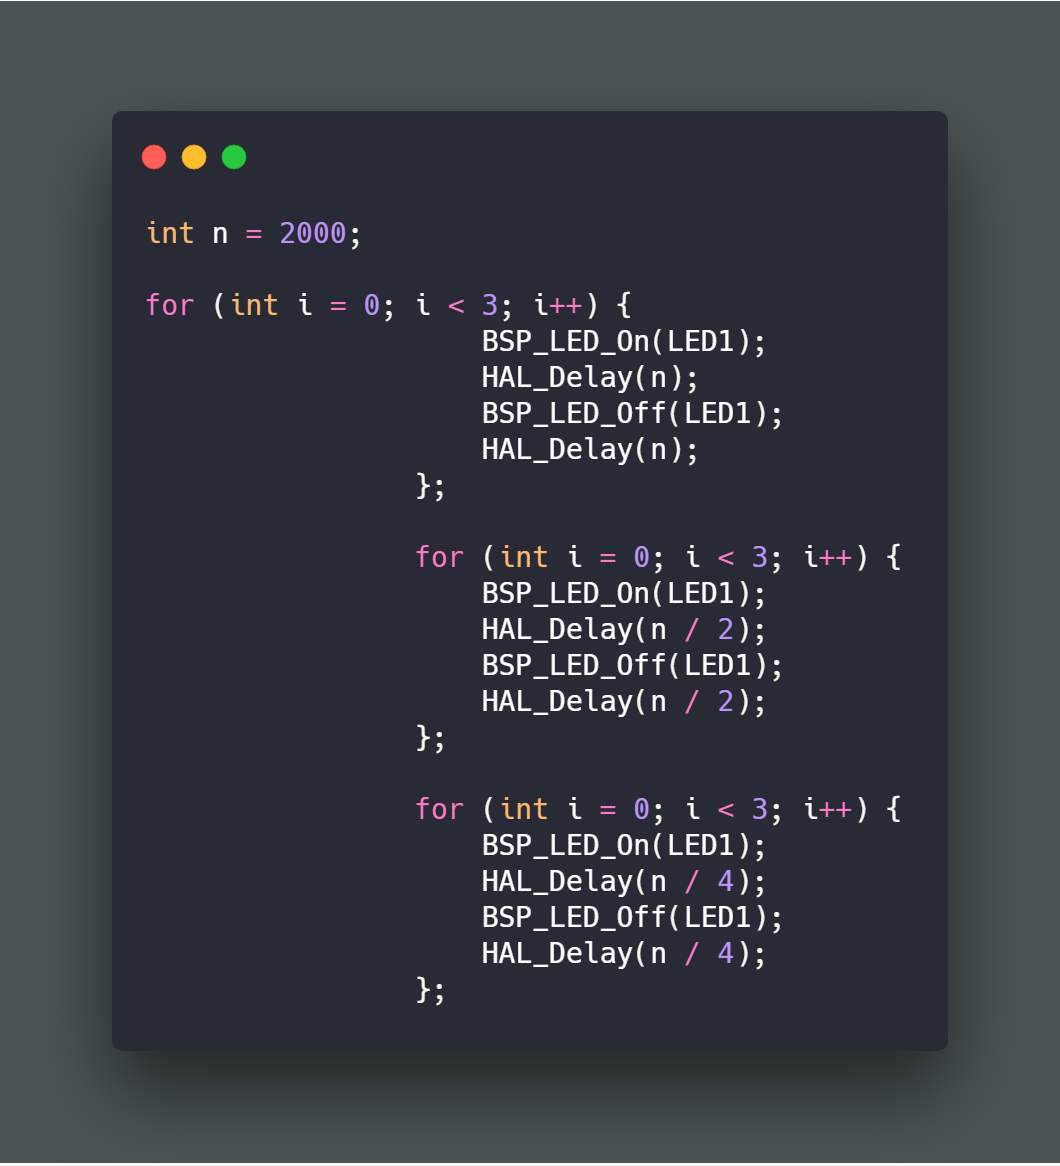 int n = 2000;
for (int i = 0; i < 3; i++) {
BSP_LED_On(LED1);
HAL_Delay(n);
BSP_LED_Off(LED1);
HAL_Delay(n);
};
for (int i = 0; i < 3; i++) {
BSP_LED_On(LED1);
HAL_Delay(n / 2);
BSP_LED_Off(LED1);
HAL_Delay(n / 2);
};
for (int i = 0; i < 3; i++) {
BSP_LED_On(LED1);
HAL_Delay(n / 4);
BSP_LED_Off(LED1);
HAL_Delay(n / 4);
};